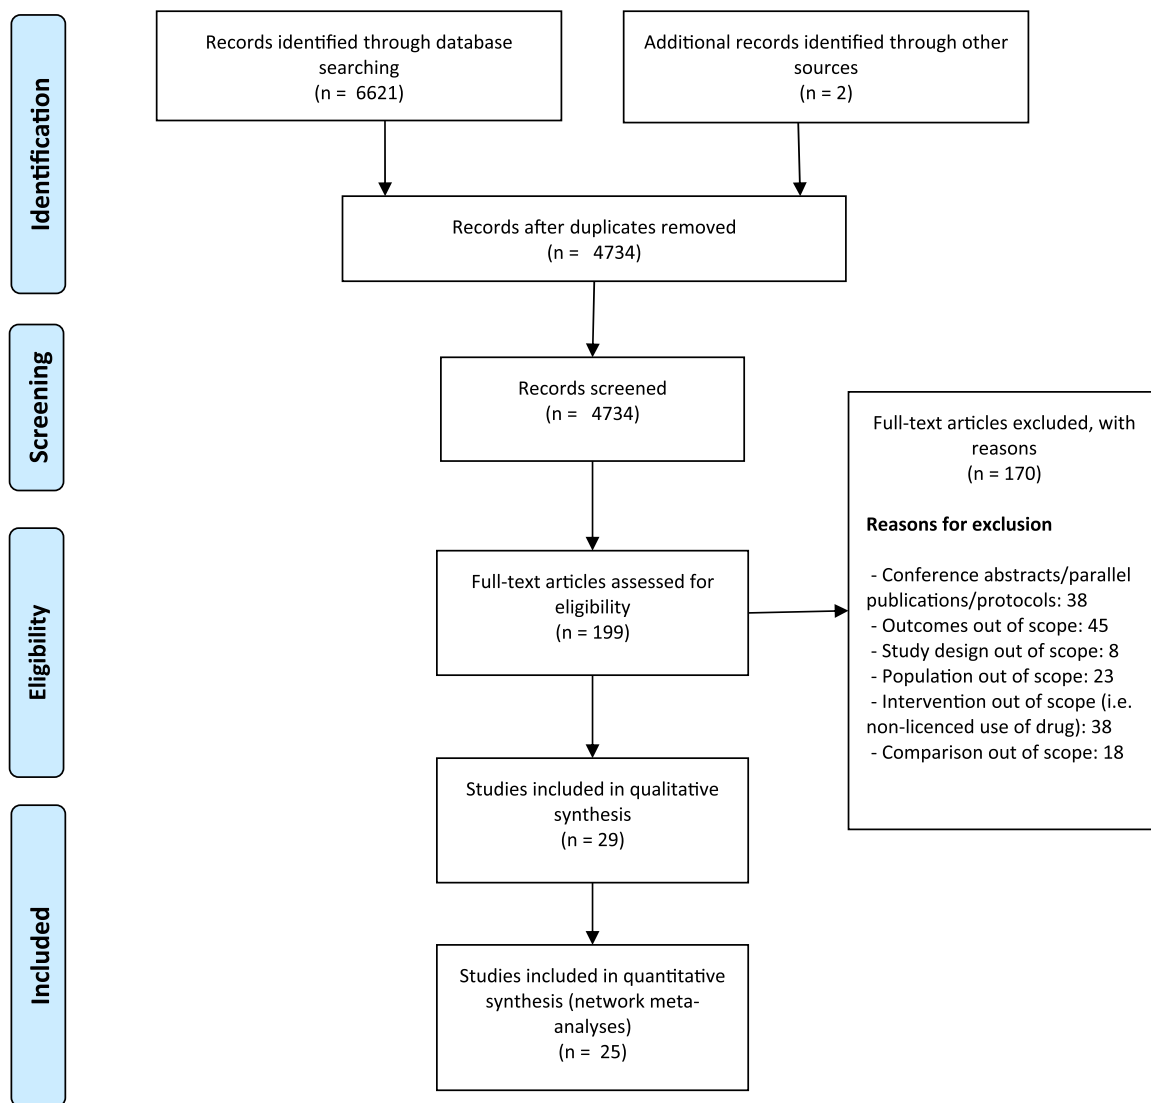 Identification
Records identified through database
searching
(n = 6621)
Additional records identified through other
sources
(n = 2)
Records after duplicates removed
(n = 4734)
Screening
Records screened
(n = 4734)
Full-text articles excluded, with
reasons
(n = 170)
Reasons for exclusion
- Conference abstracts/parallel
publications/protocols: 38
- Outcomes out of scope: 45
- Study design out of scope: 8
- Population out of scope: 23
- Intervention out of scope (i.e.
non-licenced use of drug): 38
- Comparison out of scope: 18
Eligibility
Full-text articles assessed for
eligibility
(n = 199)
Studies included in qualitative
synthesis
(n = 29)
Included
Studies included in quantitative
synthesis (network meta-
analyses)
(n = 25)